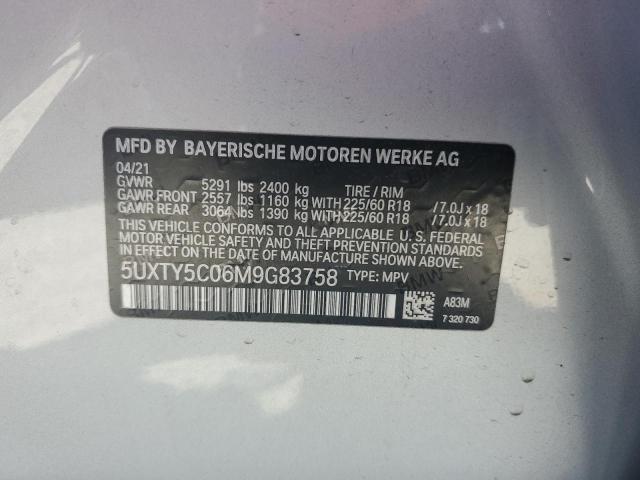 MFD BY BAYERISCHE MOTOREN WERKE AG
04/21
GVWR 5291 lbs 2400 kg TIRE / RIM
GAWR FRONT 2557 lbs 1160 kg WITH 225/60 R18 / 7.0J x 18
GAWR REAR 3064 lbs 1390 kg WITH 225/60 R18 / 7.0J x 18
THIS VEHICLE CONFORMS TO ALL APPLICABLE U. S. FEDERAL
MOTOR VEHICLE SAFETY AND THEFT PREVENTION STANDARDS IN
EFFECT ON THE DATE OF MANUFACTURE SHOWN ABOVE.
5UXTY5C06M9G83758 TYPE: MPV
A83M
7 320 730